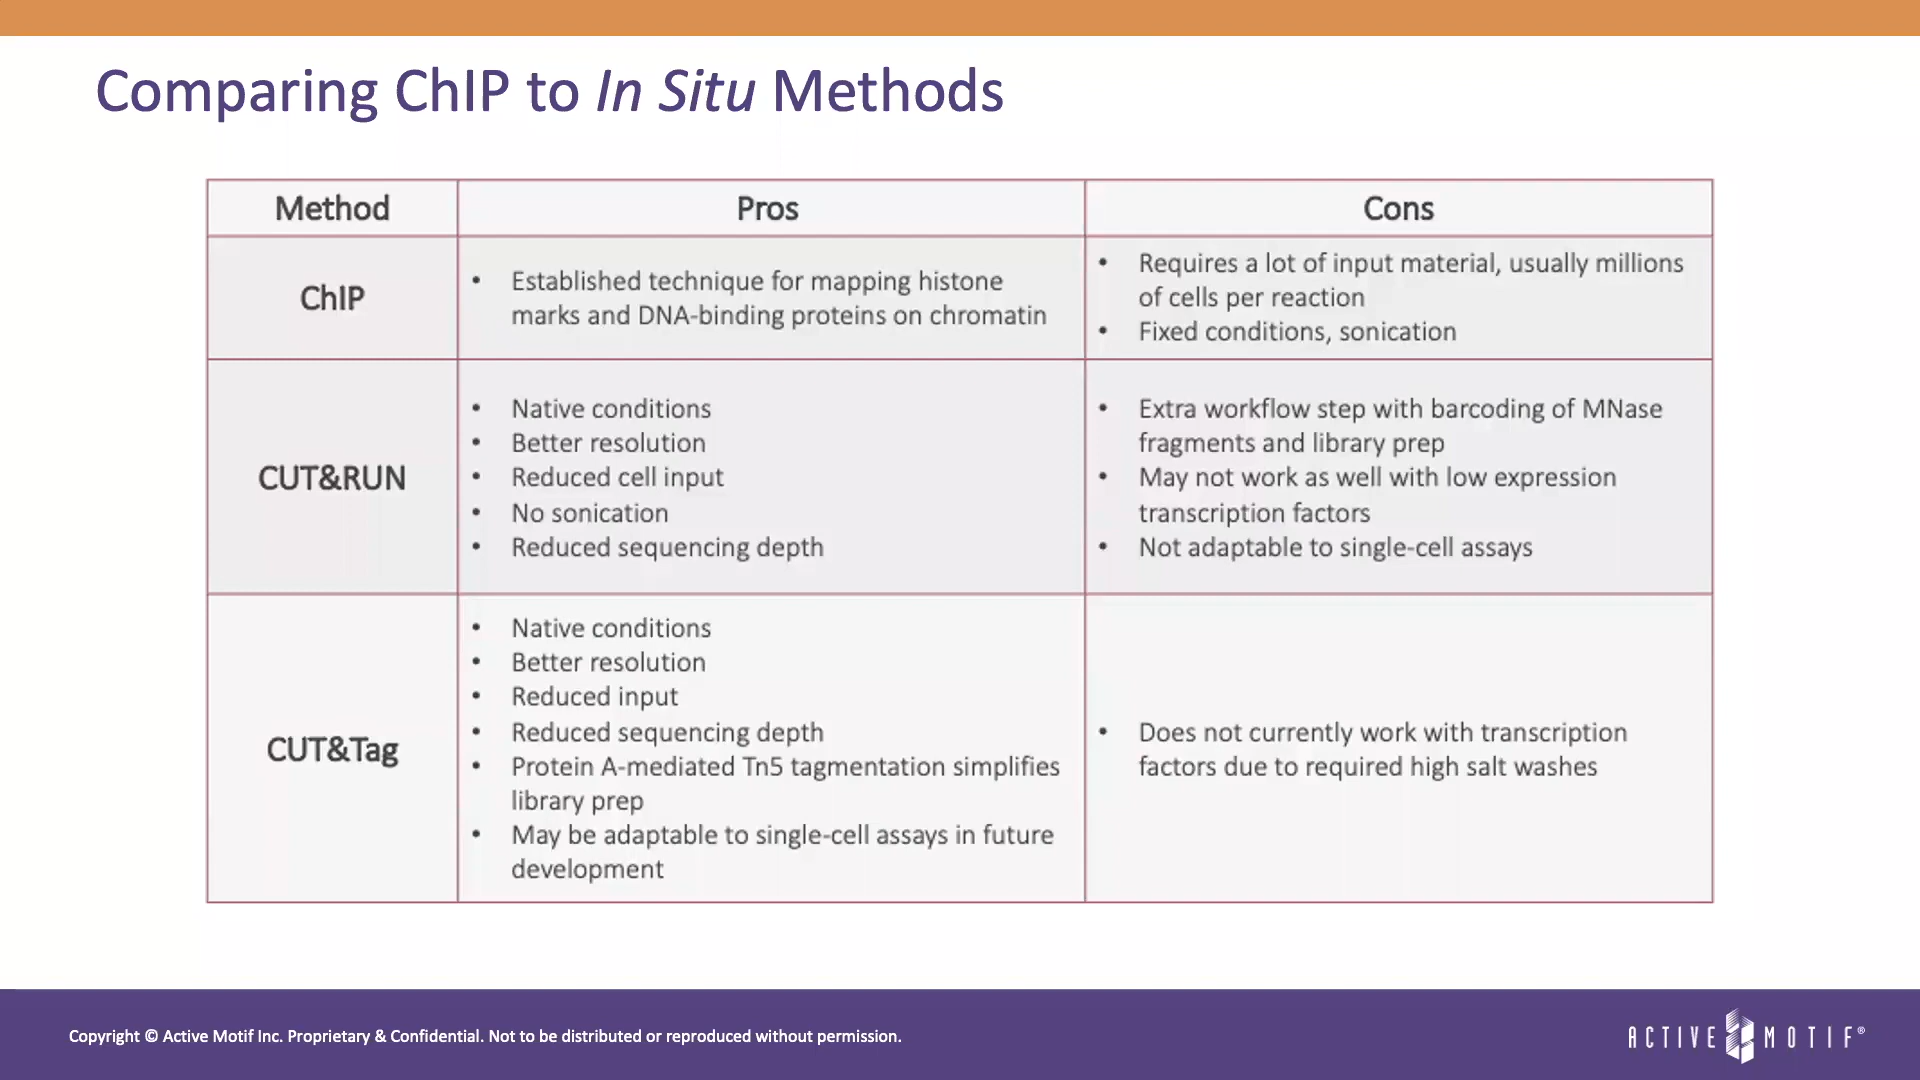 Comparing ChIP to In Situ Methods
Method
Pros
Cons
ChIP
• Established technique for mapping histone
marks and DNA-binding proteins on chromatin
• Requires a lot of input material, usually millions
of cells per reaction
• Fixed conditions, sonication
CUT&RUN
• Native conditions
• Better resolution
• Reduced cell input
• No sonication
• Reduced sequencing depth
• Extra workflow step with barcoding of MNase
fragments and library prep
• May not work as well with low expression
transcription factors
• Not adaptable to single-cell assays
CUT&Tag
• Native conditions
• Better resolution
• Reduced input
• Reduced sequencing depth
• Protein A-mediated Tn5 tagmentation simplifies
library prep
• May be adaptable to single-cell assays in future
development
• Does not currently work with transcription
factors due to required high salt washes
Copyright © Active Motif Inc. Proprietary & Confidential. Not to be distributed or reproduced without permission.
ACTIVE MOTIF®